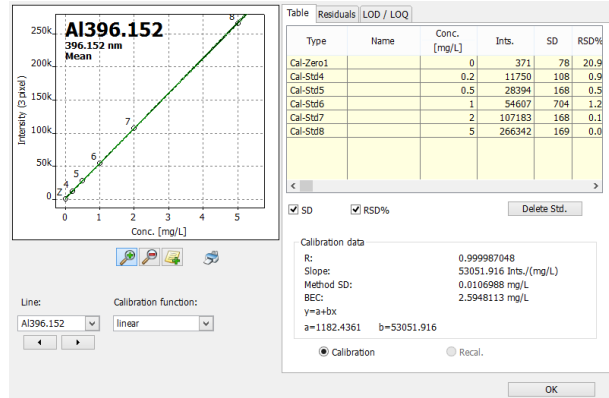 Al396.152
396.152 nm
Mean
250k
200k
150k
100k
50k
0
Intensity (3 pixel)
Z
4
5
6
7
8
0 1 2 3 4 5
Conc. [mg/L]
Line: Calibration function:
Al396.152 linear
Table Residuals LOD / LOQ
Type Name Conc. [mg/L] Ints. SD RSD%
Cal-Zero1 0 371 78 20.9
Cal-Std4 0.2 11750 108 0.9
Cal-Std5 0.5 28394 168 0.5
Cal-Std6 1 54607 704 1.2
Cal-Std7 2 107183 168 0.1
Cal-Std8 5 266342 169 0.0
SD RSD% Delete Std.
Calibration data
R: 0.999987048
Slope: 53051.916 Ints./(mg/L)
Method SD: 0.0106988 mg/L
BEC: 2.5948113 mg/L
y=a+bx
a=1182.4361 b=53051.916
Calibration Recal.
OK